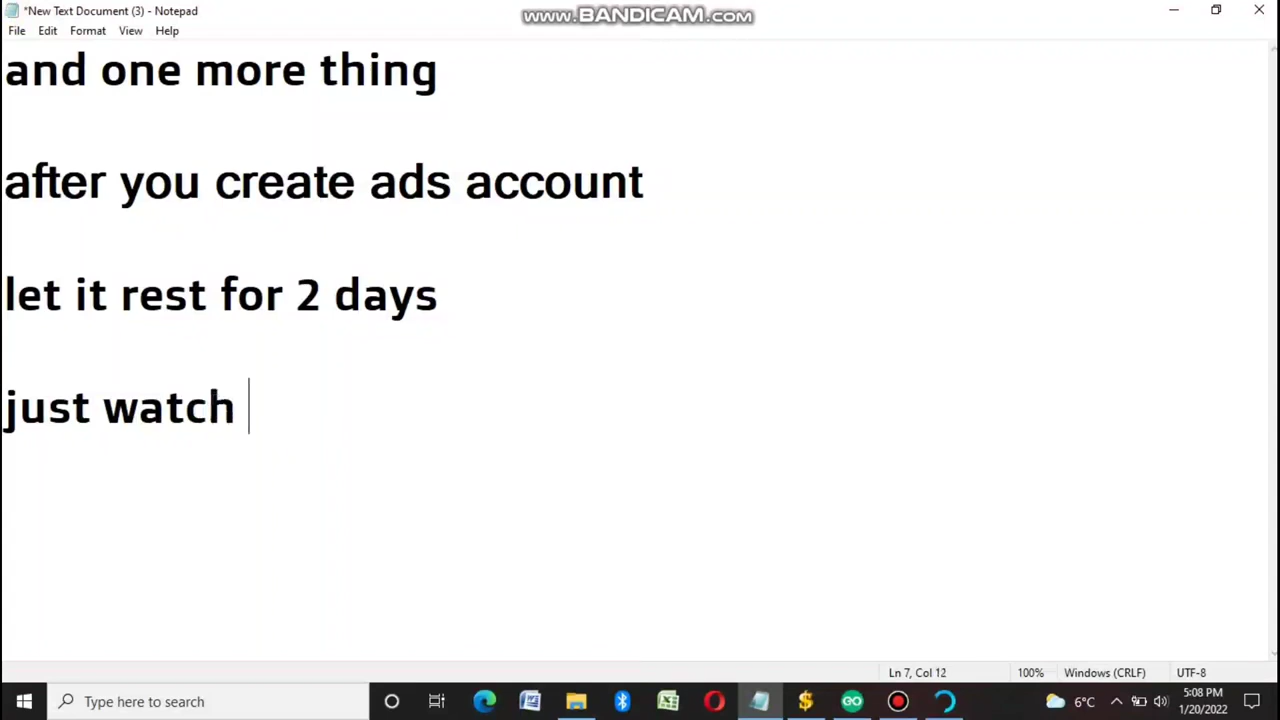 *New Text Document (3) - Notepad
www.BANDICAM.com
File Edit Format View Help
and one more thing
after you create ads account
let it rest for 2 days
just watch
Ln 7, Col 12 100% Windows (CRLF) UTF-8
Type here to search
6°C
5:08 PM
1/20/2022